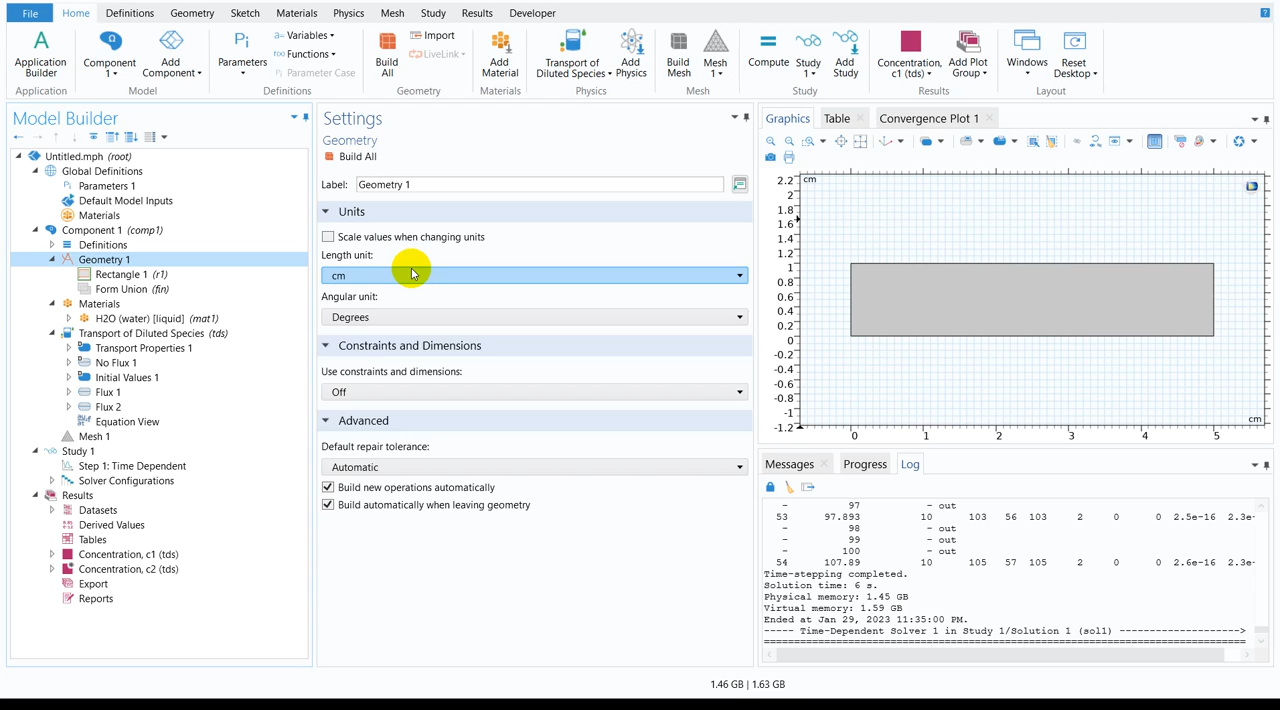 File Home Definitions Geometry Sketch Materials Physics Mesh Study Results Developer
Application Builder
Component 1
Add Component
Parameters
a= Variables
f(x) Functions
Pi Parameter Case
Build All
Import
LiveLink
Add Material
Transport of Diluted Species
Add Physics
Build Mesh
Mesh 1
Compute
Study 1
Add Study
Concentration, c1 (tds)
Add Plot Group
Windows
Reset Desktop
Application Model Definitions Geometry Materials Physics Mesh Study Results Layout
Model Builder
Untitled.mph (root)
Global Definitions
Pi Parameters 1
Default Model Inputs
Materials
Component 1 (comp1)
Definitions
Geometry 1
Rectangle 1 (r1)
Form Union (fin)
Materials
H2O (water) [liquid] (mat1)
Transport of Diluted Species (tds)
Transport Properties 1
No Flux 1
Initial Values 1
Flux 1
Flux 2
Equation View
Mesh 1
Study 1
Step 1: Time Dependent
Solver Configurations
Results
Datasets
Derived Values
Tables
Concentration, c1 (tds)
Concentration, c2 (tds)
Export
Reports
Settings
Geometry
Build All
Label: Geometry 1
Units
Scale values when changing units
Length unit:
cm
Angular unit:
Degrees
Constraints and Dimensions
Use constraints and dimensions:
Off
Advanced
Default repair tolerance:
Automatic
Build new operations automatically
Build automatically when leaving geometry
Graphics Table Convergence Plot 1
cm
2.2
2
1.8
1.6
1.4
1.2
1
0.8
0.6
0.4
0.2
0
-0.2
-0.4
-0.6
-0.8
-1
-1.2
cm
0 1 2 3 4 5
Messages Progress Log
- 97 - out
53 97.893 10 103 56 103 2 0 0 2.5e-16 2.3e-
- 98 - out
- 99 - out
- 100 - out
54 107.89 10 105 57 105 2 0 0 2.6e-16 2.3e-
Time-stepping completed.
Solution time: 6 s.
Physical memory: 1.45 GB
Virtual memory: 1.59 GB
Ended at Jan 29, 2023 11:35:00 PM.
----- Time-Dependent Solver 1 in Study 1/Solution 1 (sol1) -------------------->
1.46 GB | 1.63 GB